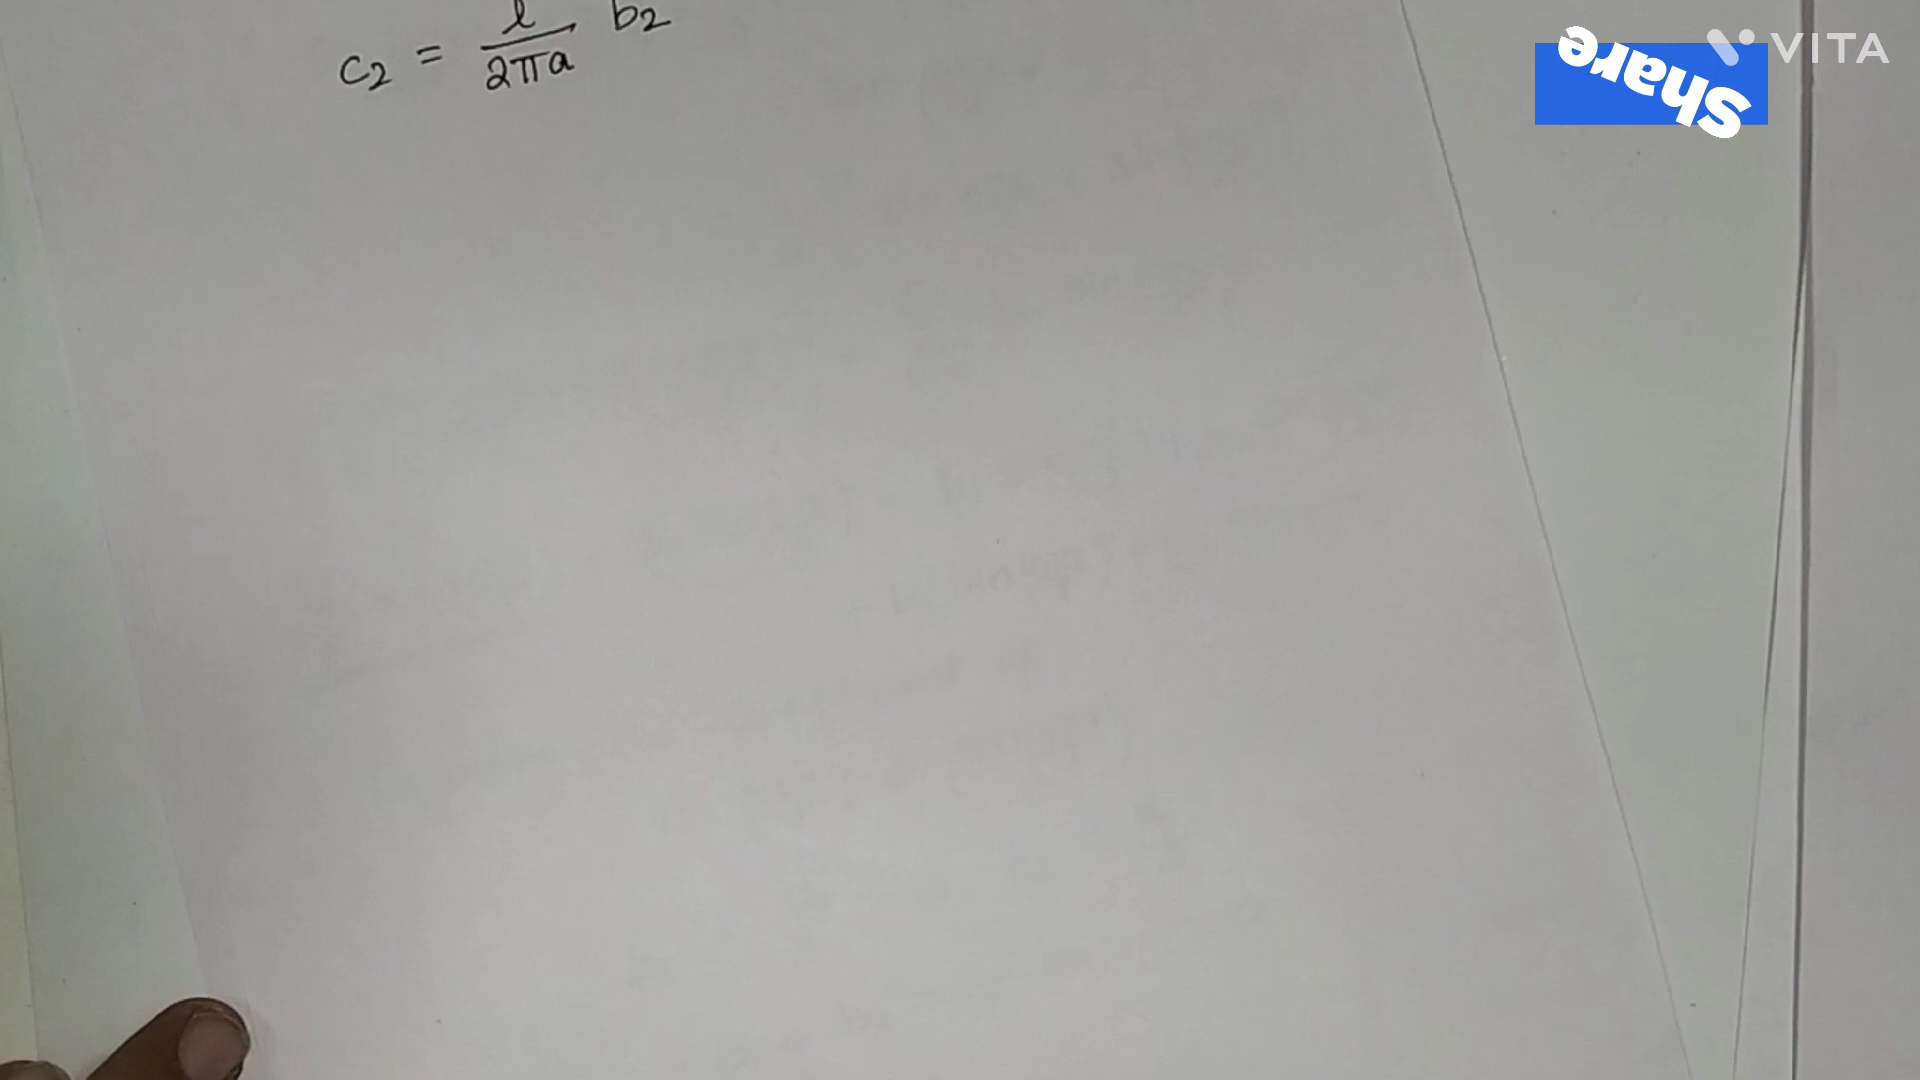 c₂ = l/2πa b₂
share
VITA